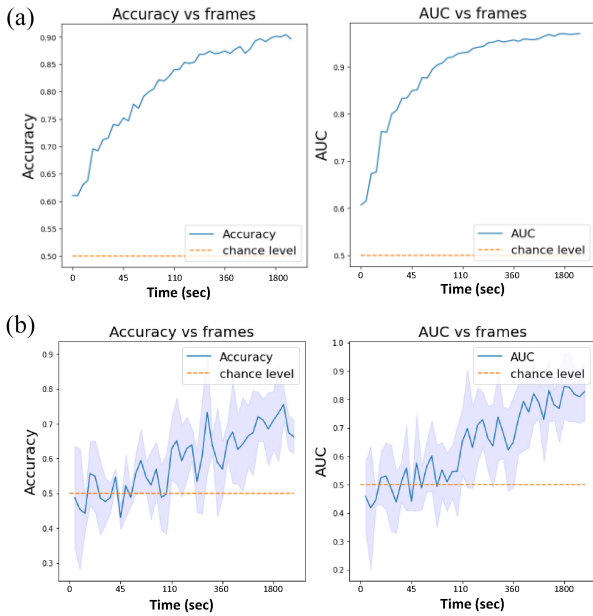 (a)
Accuracy vs frames
AUC vs frames
0.90
0.85
0.80
0.75
0.70
0.65
0.60
0.55
0.50
Accuracy
Accuracy
chance level
0
45
110
360
1800
Time (sec)
0.9
0.8
0.7
0.6
0.5
AUC
AUC
chance level
0
45
110
360
1800
Time (sec)
(b)
Accuracy vs frames
AUC vs frames
0.9
0.8
0.7
0.6
0.5
0.4
0.3
Accuracy
Accuracy
chance level
0
45
110
360
1800
Time (sec)
1.0
0.9
0.8
0.7
0.6
0.5
0.4
0.3
0.2
AUC
AUC
chance level
0
45
110
360
1800
Time (sec)